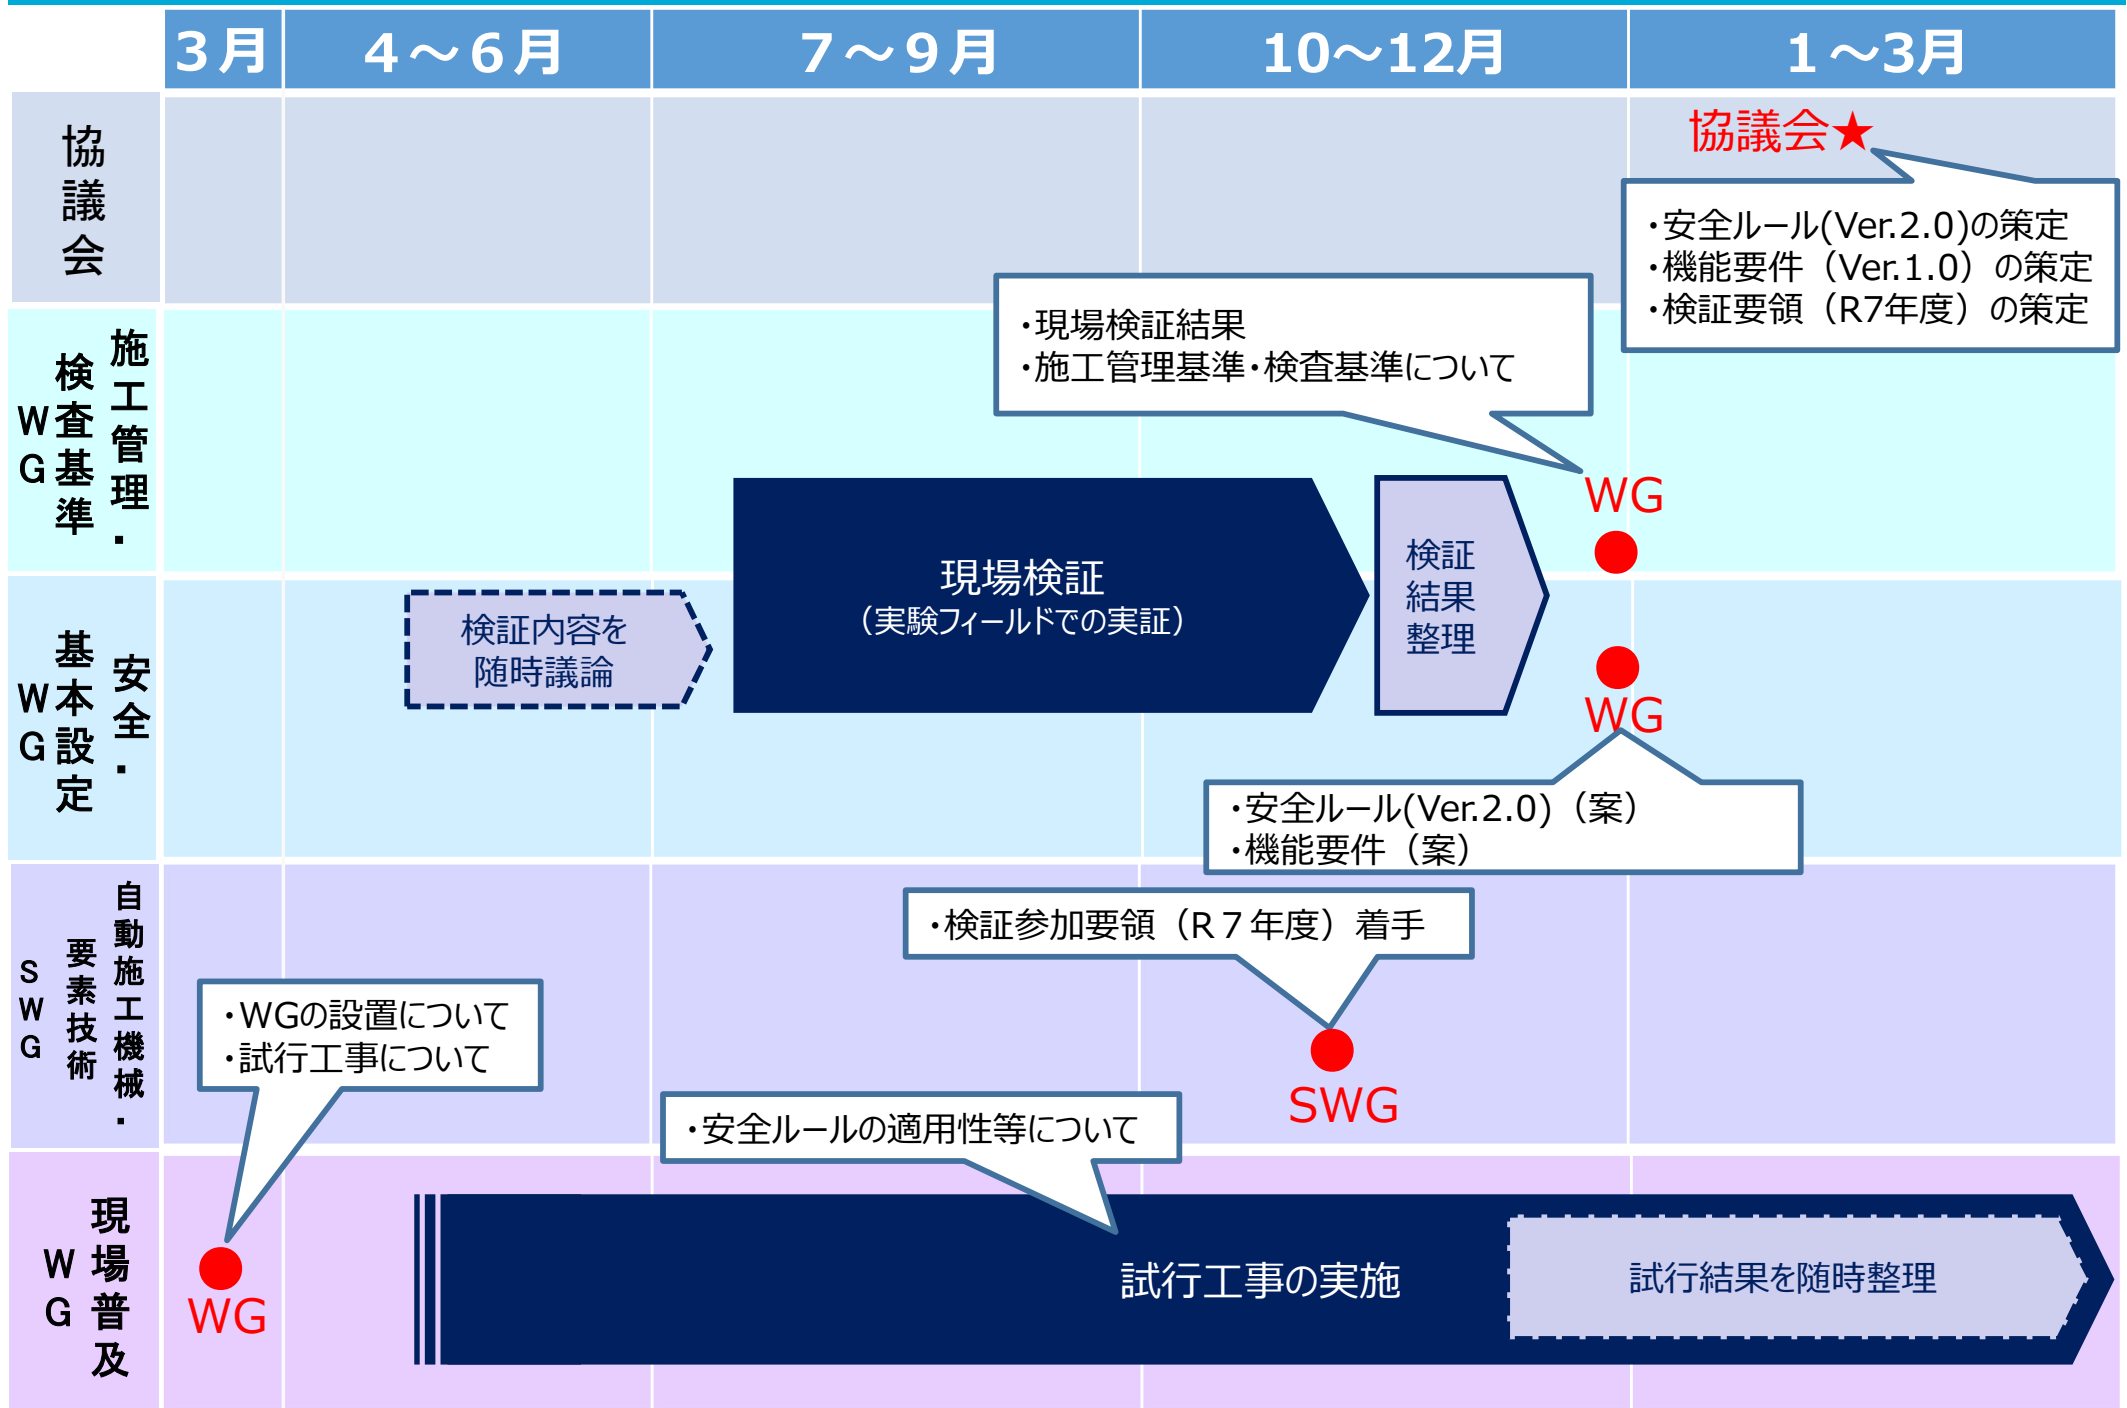 ３月
４～６月
７～９月
10～12月
１～3月
協議会
協議会★
・安全ルール(Ver.2.0)の策定
・機能要件（Ver.1.0）の策定
・検証要領（R7年度）の策定
施工管理・
検査基準
WG
・現場検証結果
・施工管理基準・検査基準について
WG
現場検証
（実験フィールドでの実証）
検証
結果
整理
安全・
基本設定
WG
検証内容を
随時議論
WG
・安全ルール(Ver.2.0)（案）
・機能要件（案）
自動施工機械・
要素技術
SWG
・検証参加要領（R７年度）着手
SWG
・WGの設置について
・試行工事について
・安全ルールの適用性等について
現場普及
WG
WG
試行工事の実施
試行結果を随時整理